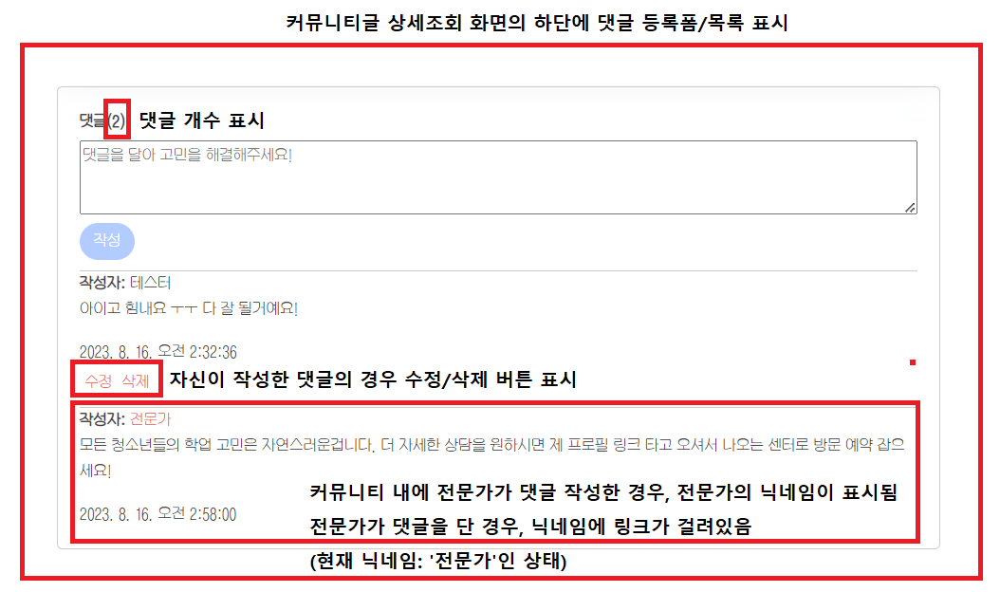 커뮤니티글 상세조회 화면의 하단에 댓글 등록폼/목록 표시
댓글(2) 댓글 개수 표시
댓글을 달아 고민을 해결해주세요!
작성
작성자: 테스터
아이고 힘내요 ㅜㅜ 다 잘 될거예요!
2023. 8. 16. 오전 2:32:36
수정 삭제 자신이 작성한 댓글의 경우 수정/삭제 버튼 표시
작성자: 전문가
모든 청소년들의 학업 고민은 자연스러운겁니다. 더 자세한 상담을 원하시면 제 프로필 링크 타고 오셔서 나오는 센터로 방문 예약 잡으
세요!
커뮤니티 내에 전문가가 댓글 작성한 경우, 전문가의 닉네임이 표시됨
2023. 8. 16. 오전 2:58:00
전문가가 댓글을 단 경우, 닉네임에 링크가 걸려있음
(현재 닉네임: '전문가'인 상태)